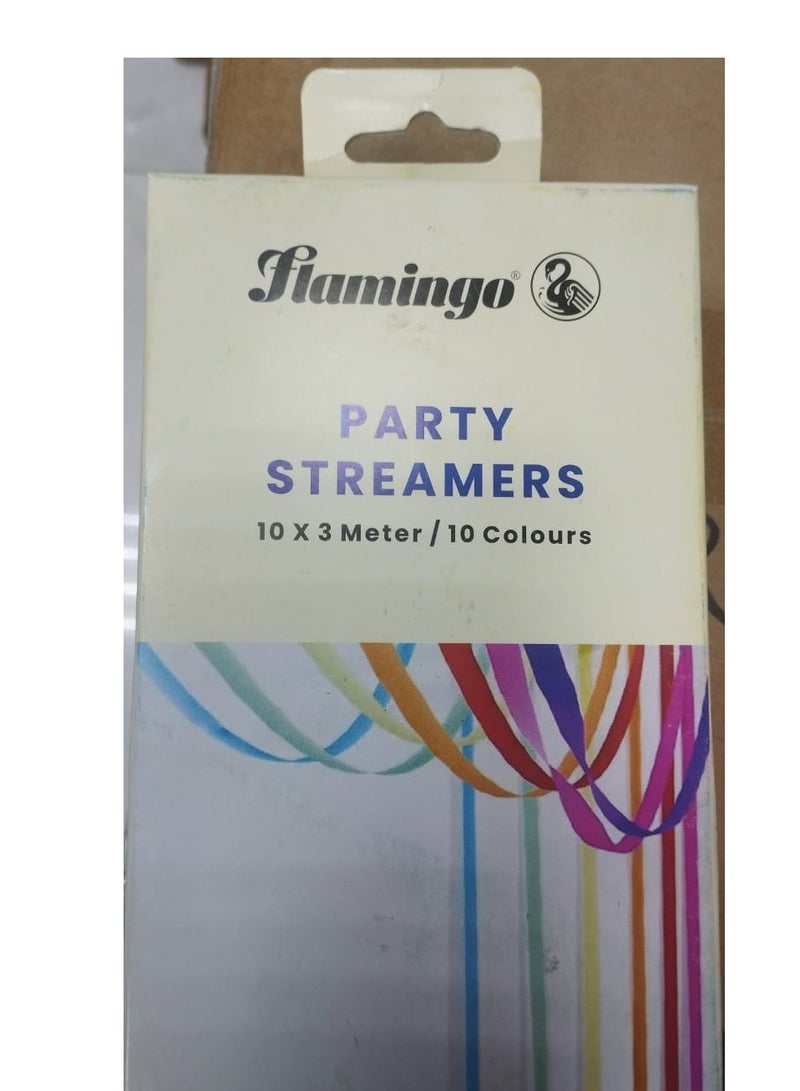 Flamingo®
PARTY
STREAMERS
10 X 3 Meter / 10 Colours